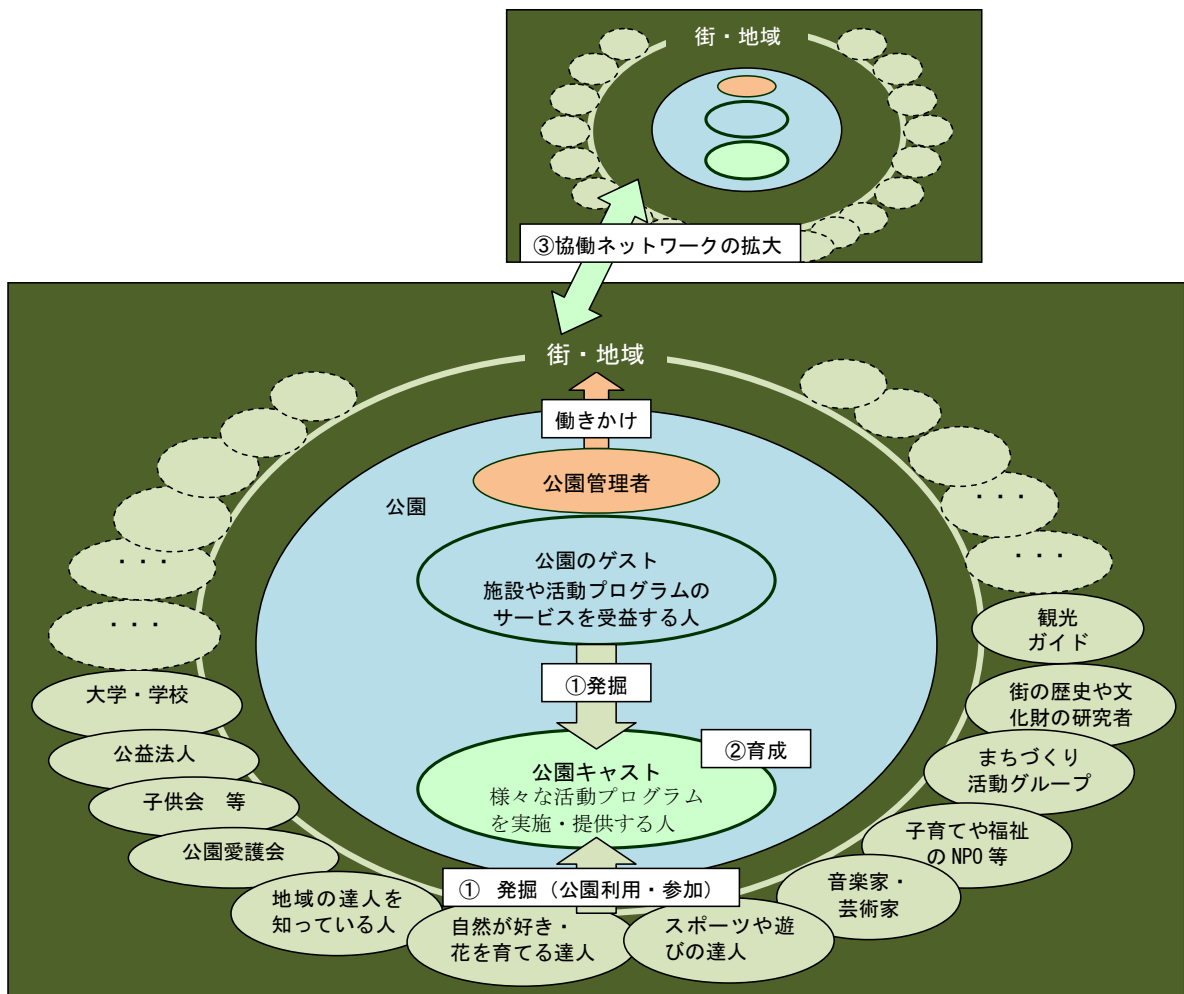 街・地域
③協働ネットワークの拡大
街・地域
働きかけ
公園管理者
公園
公園のゲスト
施設や活動プログラムの
サービスを受益する人
①発掘
②育成
公園キャスト
様々な活動プログラム
を実施・提供する人
① 発掘（公園利用・参加）
・・・
・・・
大学・学校
公益法人
子供会　等
公園愛護会
地域の達人を
知っている人
自然が好き・
花を育てる達人
スポーツや遊
びの達人
音楽家・
芸術家
子育てや福祉
の NPO 等
まちづくり
活動グループ
街の歴史や文
化財の研究者
観光
ガイド
・・・
・・・